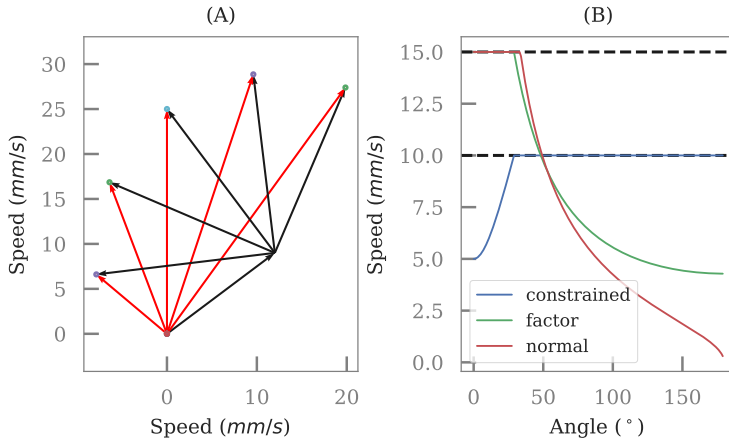 (A)
30
25
20
15
10
5
0
Speed (mm/s)
0
10
20
Speed (mm/s)
(B)
15.0
12.5
10.0
7.5
5.0
2.5
0.0
Speed (mm/s)
constrained
factor
normal
0
50
100
150
Angle (°)